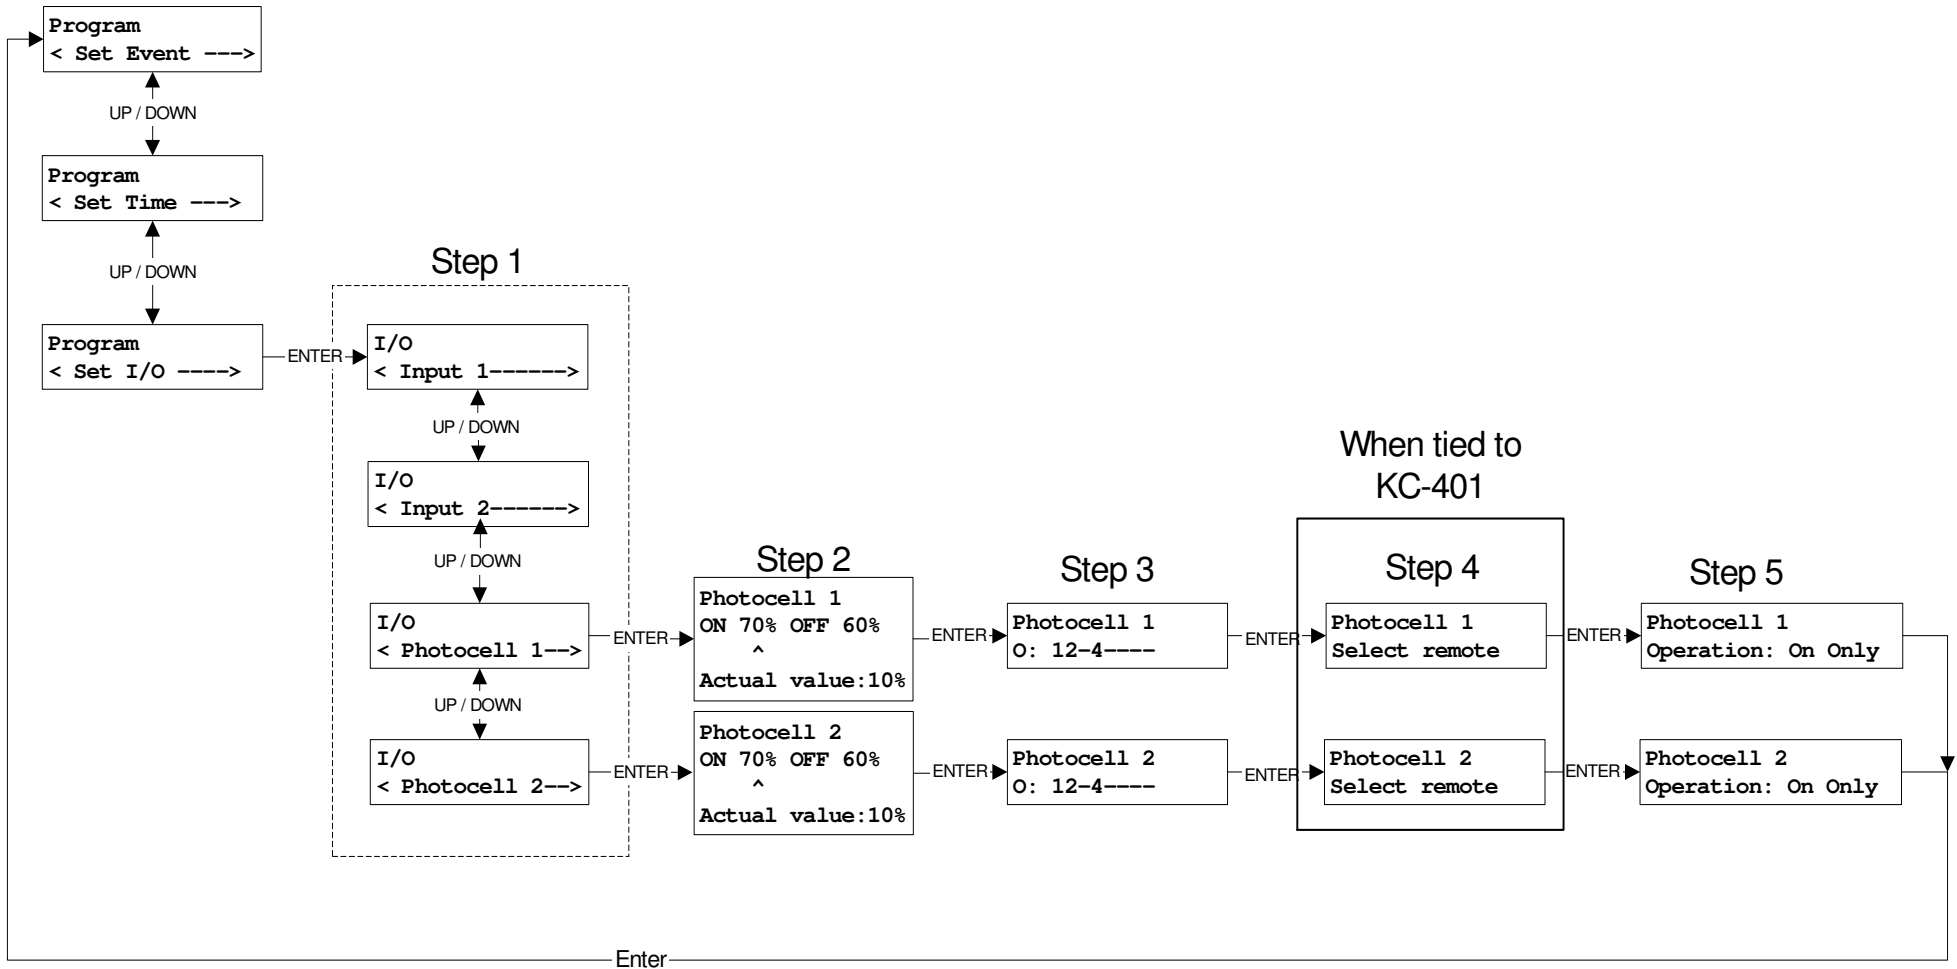 Program
< Set Event --->
UP / DOWN
Program
< Set Time --->
UP / DOWN
Program
< Set I/O ---->
ENTER
Step 1
I/O
< Input 1------>
UP / DOWN
I/O
< Input 2------>
UP / DOWN
I/O
< Photocell 1-->
UP / DOWN
I/O
< Photocell 2-->
ENTER
ENTER
Step 2
Photocell 1
ON 70% OFF 60%
^
Actual value:10%
Photocell 2
ON 70% OFF 60%
^
Actual value:10%
ENTER
ENTER
Step 3
Photocell 1
O: 12-4----
Photocell 2
O: 12-4----
ENTER
ENTER
When tied to
KC-401
Step 4
Photocell 1
Select remote
Photocell 2
Select remote
ENTER
ENTER
Step 5
Photocell 1
Operation: On Only
Photocell 2
Operation: On Only
Enter